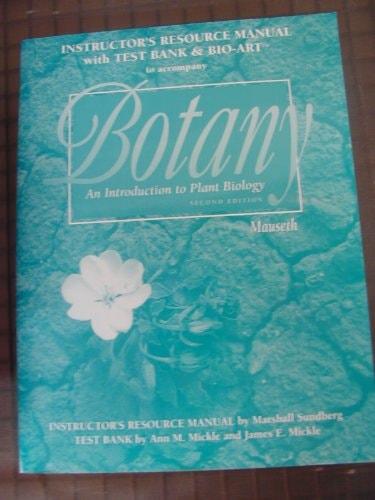 INSTRUCTOR'S RESOURCE MANUAL
with TEST BANK & BIO-ART
to accompany
Botany
An Introduction to Plant Biology
SECOND EDITION
Mauseth
INSTRUCTOR'S RESOURCE MANUAL by Marshall Sundberg
TEST BANK by Ann M. Mickle and James E. Mickle